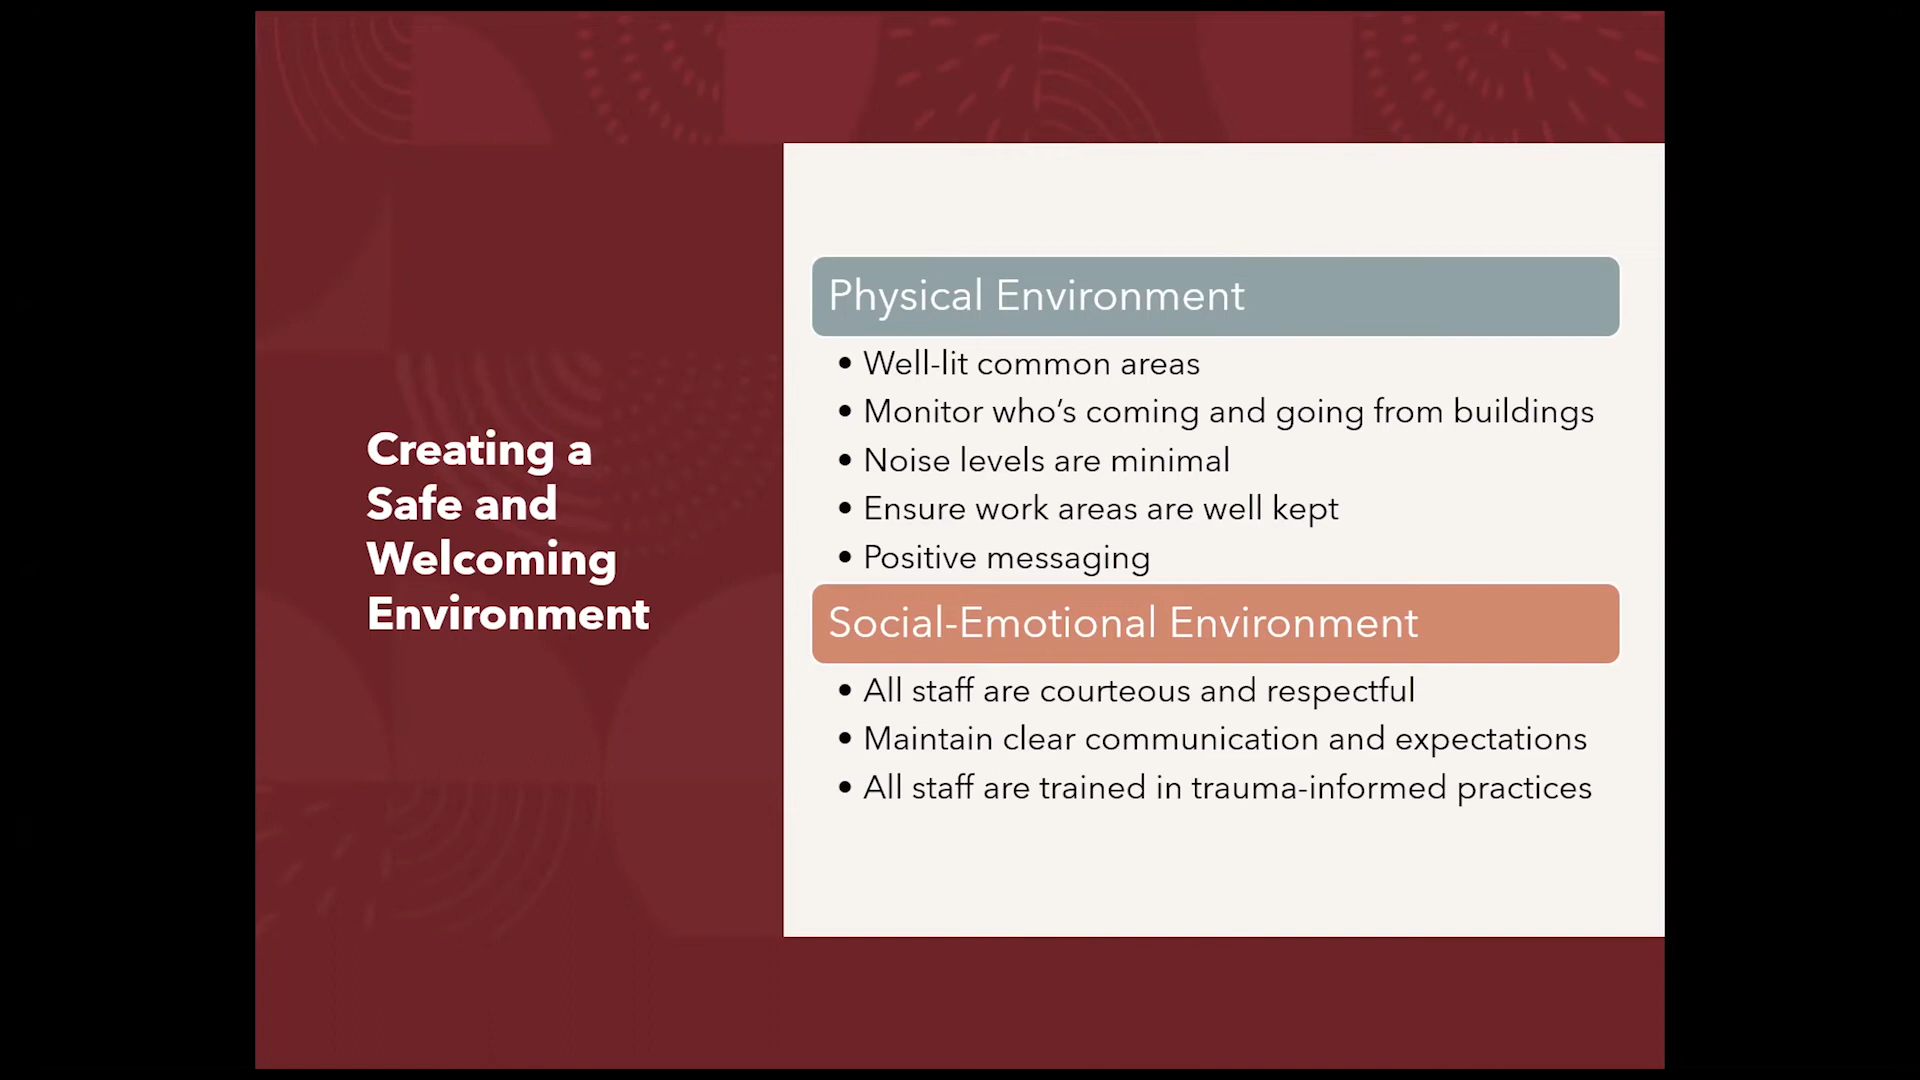 Creating a
Safe and
Welcoming
Environment
Physical Environment
• Well-lit common areas
• Monitor who’s coming and going from buildings
• Noise levels are minimal
• Ensure work areas are well kept
• Positive messaging
Social-Emotional Environment
• All staff are courteous and respectful
• Maintain clear communication and expectations
• All staff are trained in trauma-informed practices